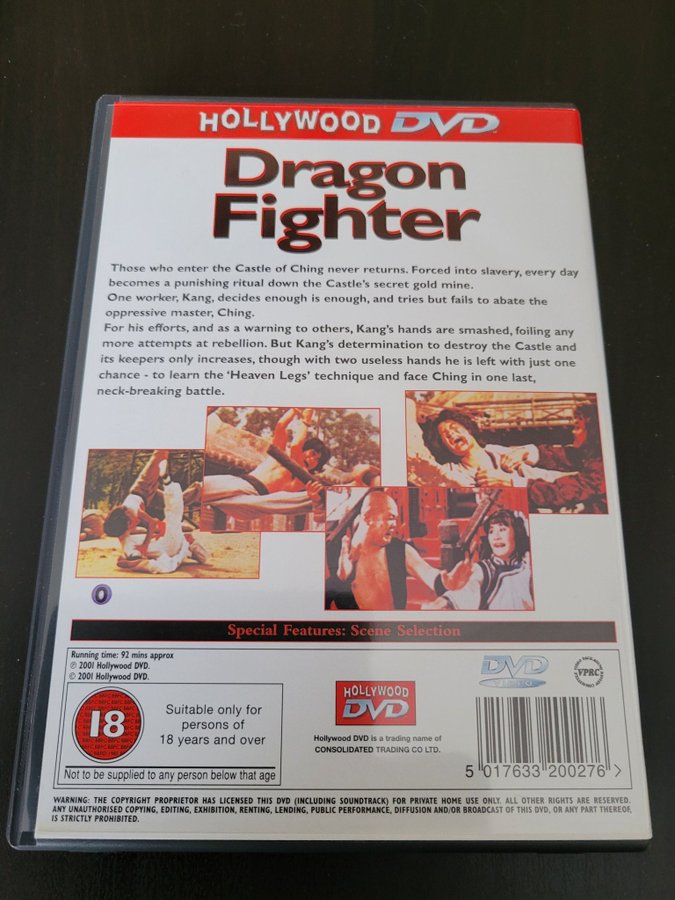 HOLLYWOOD DVD
Dragon
Fighter
Those who enter the Castle of Ching never returns. Forced into slavery, every day
becomes a punishing ritual down the Castle's secret gold mine.
One worker, Kang, decides enough is enough, and tries but fails to abate the
oppressive master, Ching.
For his efforts, and as a warning to others, Kang's hands are smashed, foiling any
more attempts at rebellion. But Kang's determination to destroy the Castle and
its keepers only increases, though with two useless hands he is left with just one
chance - to learn the 'Heaven Legs' technique and face Ching in one last,
neck-breaking battle.
Special Features: Scene Selection
Running time: 92 mins approx
℗ 2001 Hollywood DVD.
© 2001 Hollywood DVD.
18
Suitable only for
persons of
18 years and over
Not to be supplied to any person below that age
HOLLYWOOD
DVD
Hollywood DVD is a trading name of
CONSOLIDATED TRADING CO LTD.
DVD
VIDEO
VPRC
5 017633 200276 >
WARNING: THE COPYRIGHT PROPRIETOR HAS LICENSED THIS DVD (INCLUDING SOUNDTRACK) FOR PRIVATE HOME USE ONLY. ALL OTHER RIGHTS ARE RESERVED.
ANY UNAUTHORISED COPYING, EDITING, EXHIBITION, RENTING, LENDING, PUBLIC PERFORMANCE, DIFFUSION AND/OR BROADCAST OF THIS DVD, OR ANY PART THEREOF,
IS STRICTLY PROHIBITED.